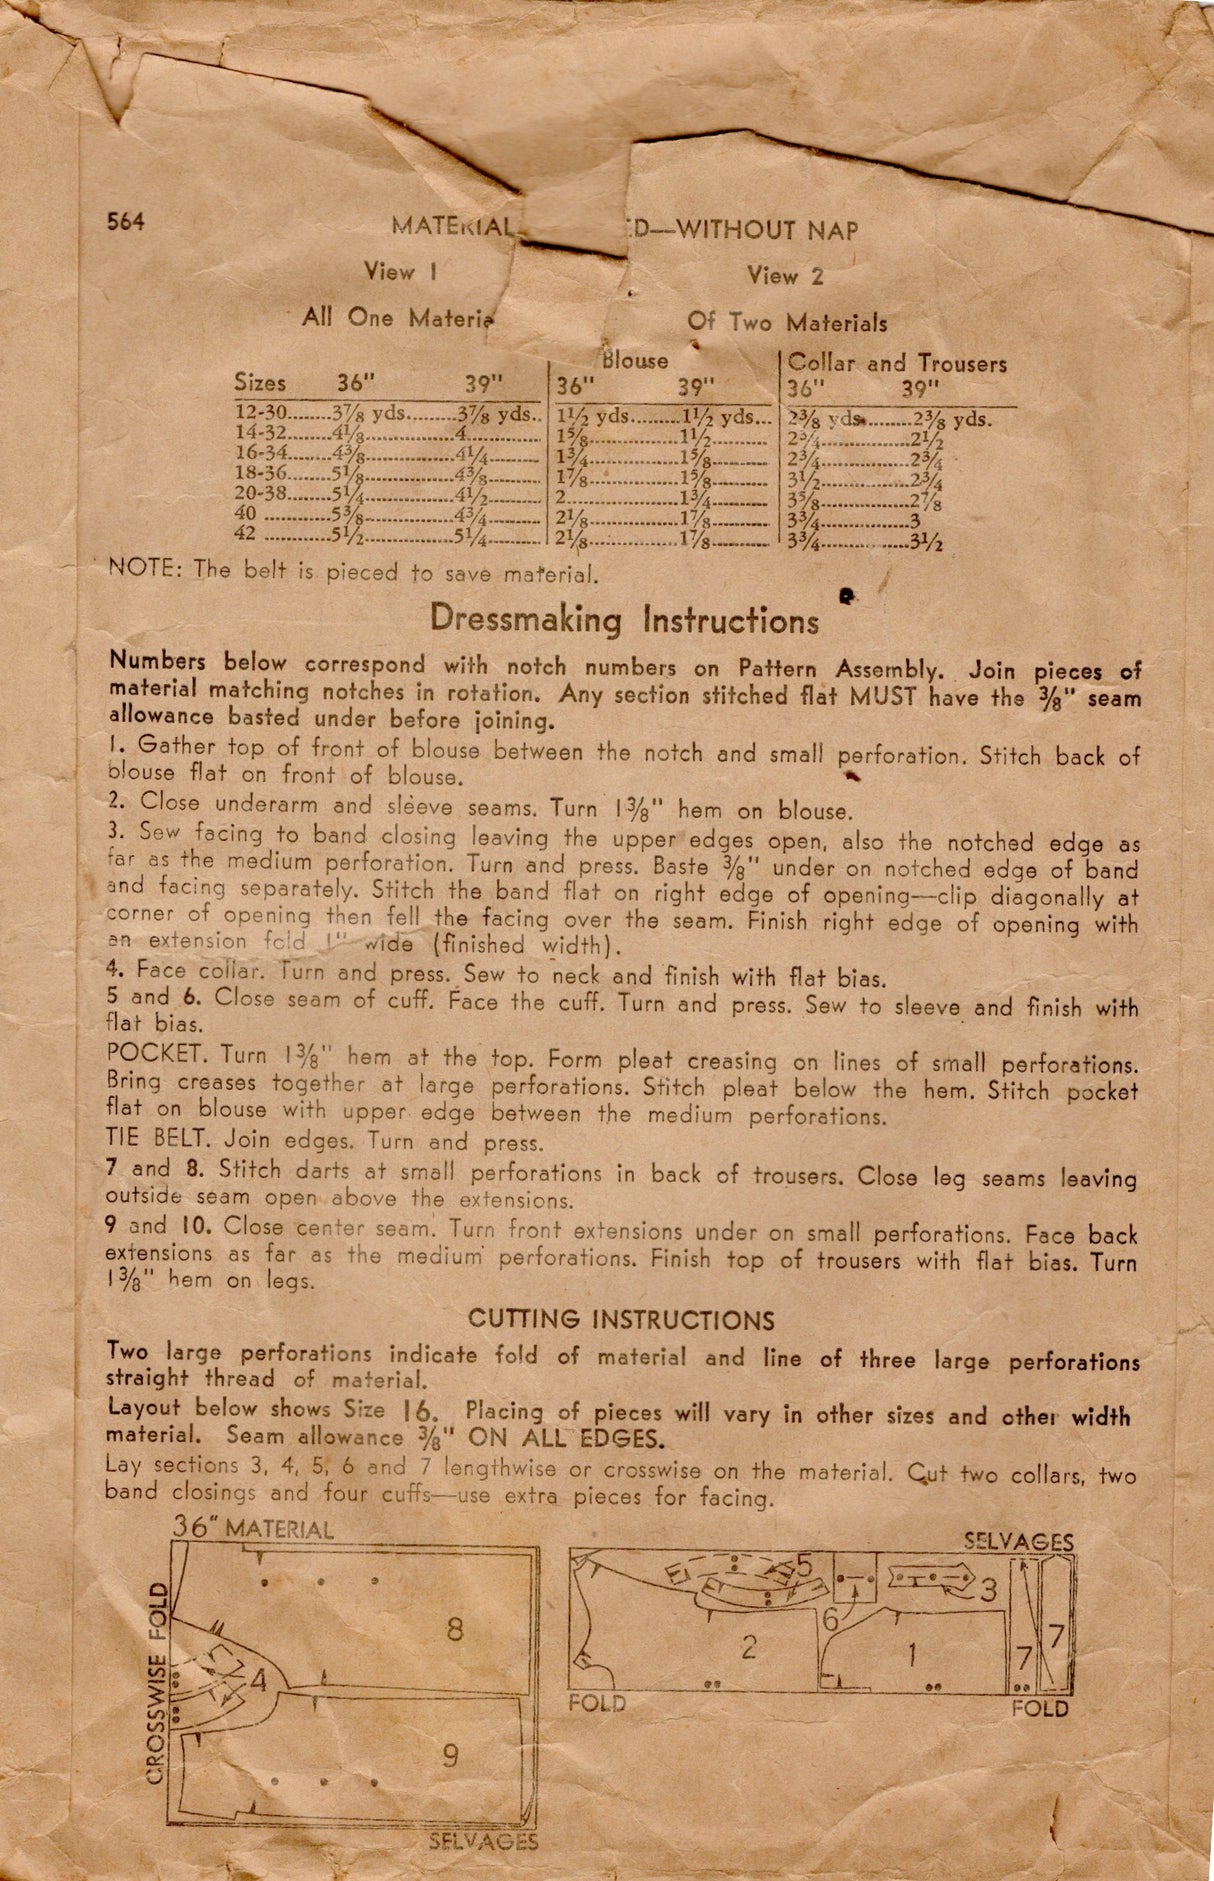 564
MATERIAL ED—WITHOUT NAP
View 1 View 2
All One Materia Of Two Materials
Blouse Collar and Trousers
Sizes 36" 39" 36" 39" 36" 39"
12-30........3⅞ yds.........3⅞ yds.. 1½ yds.........1½ yds... 2⅜ yds.........2⅜ yds.
14-32........4⅛................4.............. 1⅝................1½.......... 2¾................2½
16-34........4⅜................4¼......... 1¾................1⅝.......... 2¾................2¾
18-36........5⅛................4⅜......... 1⅞................1⅝.......... 3½................2¾
20-38........5¼................4½......... 2....................1¾.......... 3⅝................2⅞
40 ............5⅜................4¾......... 2⅛................1⅞.......... 3¾................3
42 ............5½................5¼......... 2⅛................1⅞.......... 3¾................3½
NOTE: The belt is pieced to save material.
Dressmaking Instructions
Numbers below correspond with notch numbers on Pattern Assembly. Join pieces of
material matching notches in rotation. Any section stitched flat MUST have the ⅜" seam
allowance basted under before joining.
1. Gather top of front of blouse between the notch and small perforation. Stitch back of
blouse flat on front of blouse.
2. Close underarm and sleeve seams. Turn 1⅜" hem on blouse.
3. Sew facing to band closing leaving the upper edges open, also the notched edge as
far as the medium perforation. Turn and press. Baste ⅜" under on notched edge of band
and facing separately. Stitch the band flat on right edge of opening—clip diagonally at
corner of opening then fell the facing over the seam. Finish right edge of opening with
an extension fold 1" wide (finished width).
4. Face collar. Turn and press. Sew to neck and finish with flat bias.
5 and 6. Close seam of cuff. Face the cuff. Turn and press. Sew to sleeve and finish with
flat bias.
POCKET. Turn 1⅜" hem at the top. Form pleat creasing on lines of small perforations.
Bring creases together at large perforations. Stitch pleat below the hem. Stitch pocket
flat on blouse with upper edge between the medium perforations.
TIE BELT. Join edges. Turn and press.
7 and 8. Stitch darts at small perforations in back of trousers. Close leg seams leaving
outside seam open above the extensions.
9 and 10. Close center seam. Turn front extensions under on small perforations. Face back
extensions as far as the medium perforations. Finish top of trousers with flat bias. Turn
1⅜" hem on legs.
CUTTING INSTRUCTIONS
Two large perforations indicate fold of material and line of three large perforations
straight thread of material.
Layout below shows Size 16. Placing of pieces will vary in other sizes and other width
material. Seam allowance ⅜" ON ALL EDGES.
Lay sections 3, 4, 5, 6 and 7 lengthwise or crosswise on the material. Cut two collars, two
band closings and four cuffs—use extra pieces for facing.
36" MATERIAL
CROSSWISE FOLD
8
4
9
SELVAGES
SELVAGES
5
3
6
2
1
7
7
FOLD
FOLD